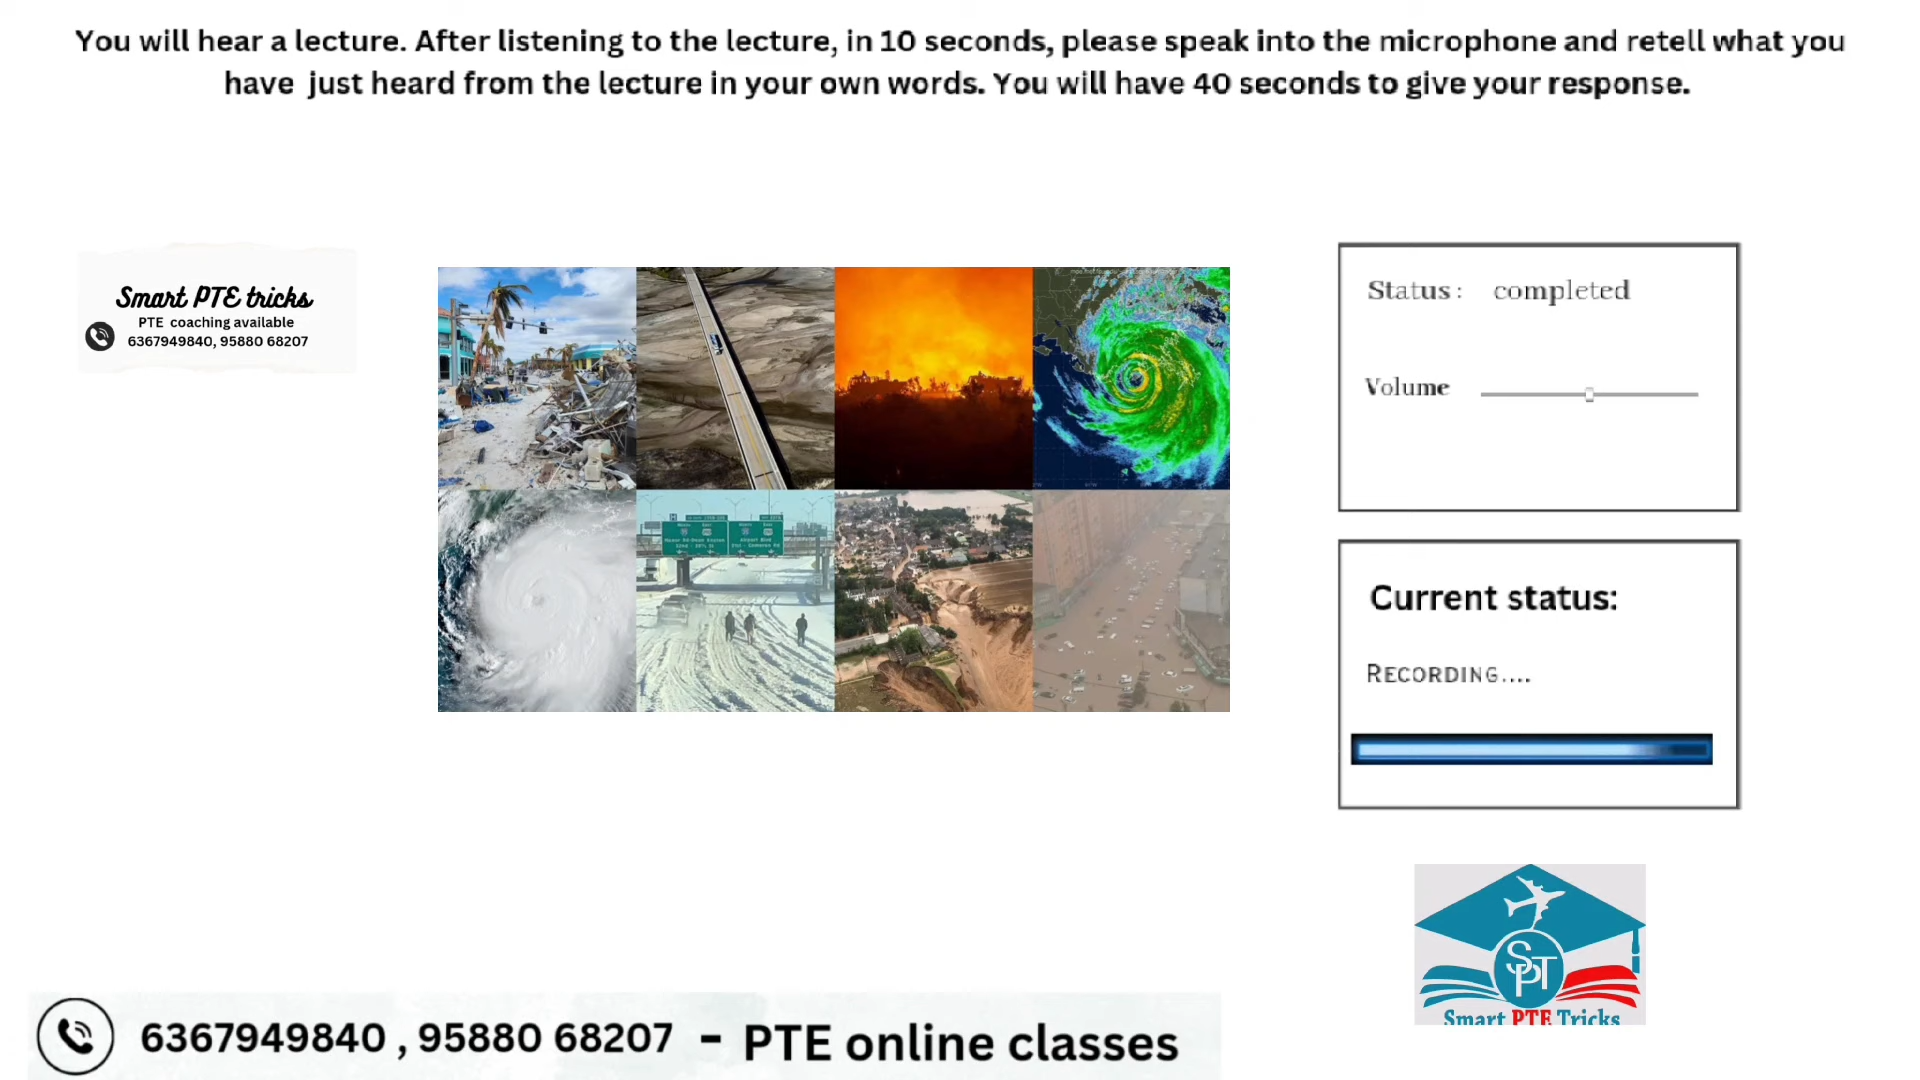 You will hear a lecture. After listening to the lecture, in 10 seconds, please speak into the microphone and retell what you
have just heard from the lecture in your own words. You will have 40 seconds to give your response.
Smart PTE tricks
PTE coaching available
6367949840, 95880 68207
Status : completed
Volume
Current status:
RECORDING....
SPT
Smart PTE Tricks
6367949840 , 95880 68207 - PTE online classes